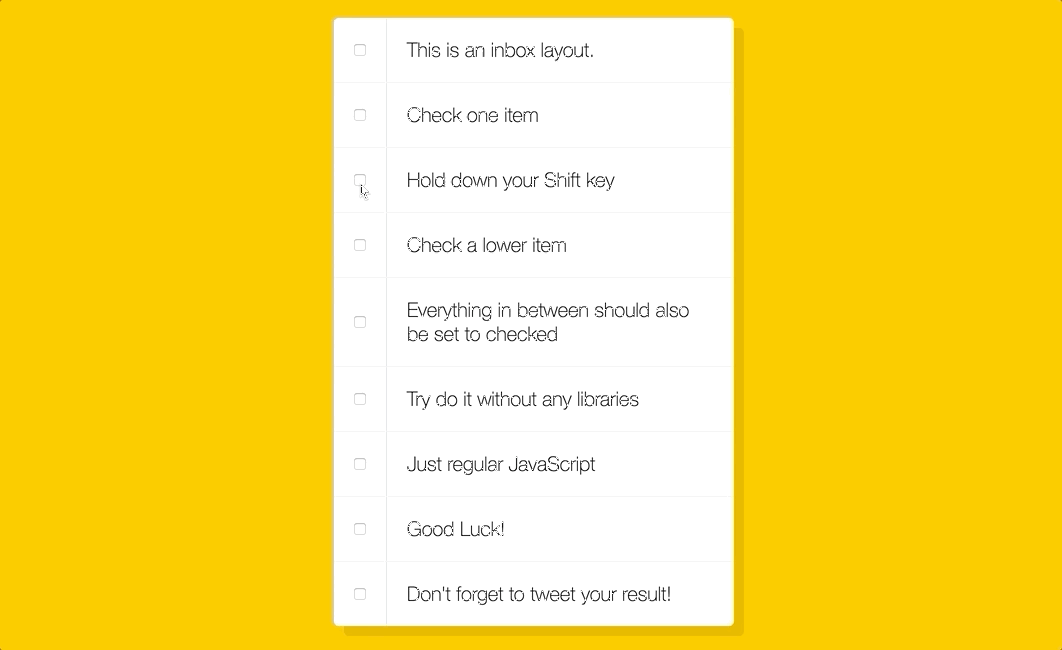 This is an inbox layout.
Check one item
Hold down your Shift key
Check a lower item
Everything in between should also
be set to checked
Try do it without any libraries
Just regular JavaScript
Good Luck!
Don't forget to tweet your result!